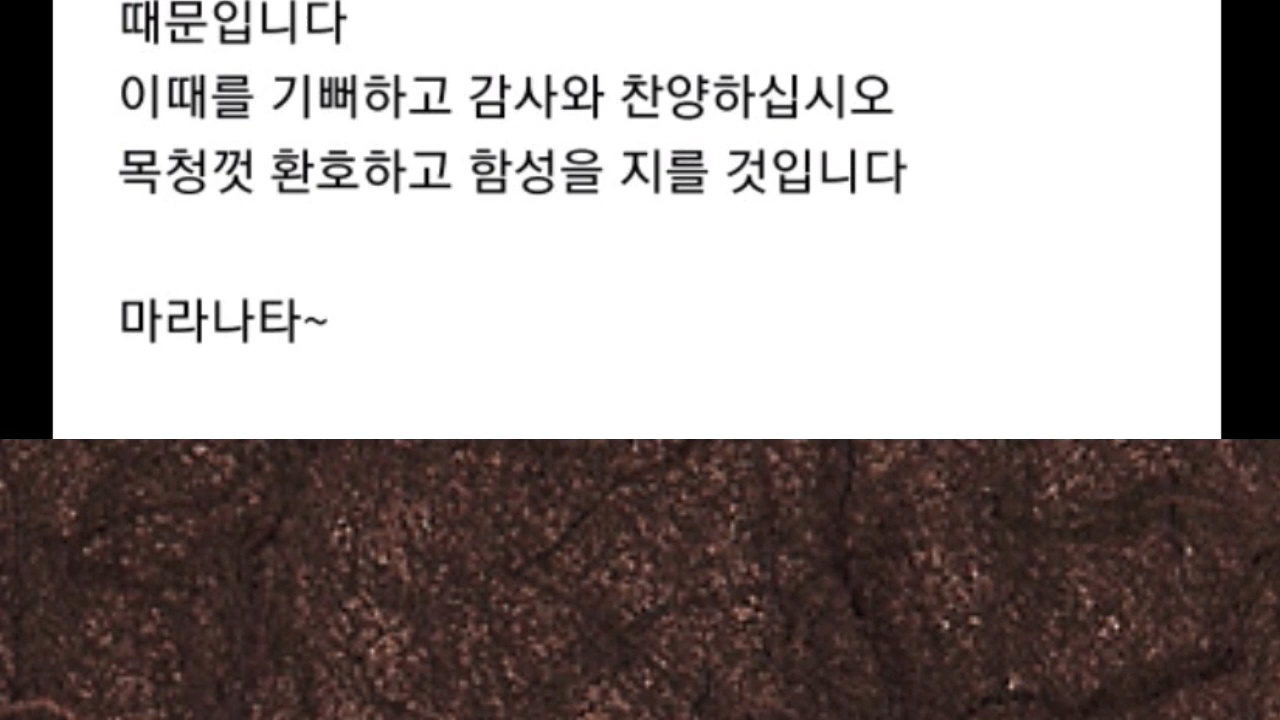 때문입니다
이때를 기뻐하고 감사와 찬양하십시오
목청껏 환호하고 함성을 지를 것입니다
마라나타~